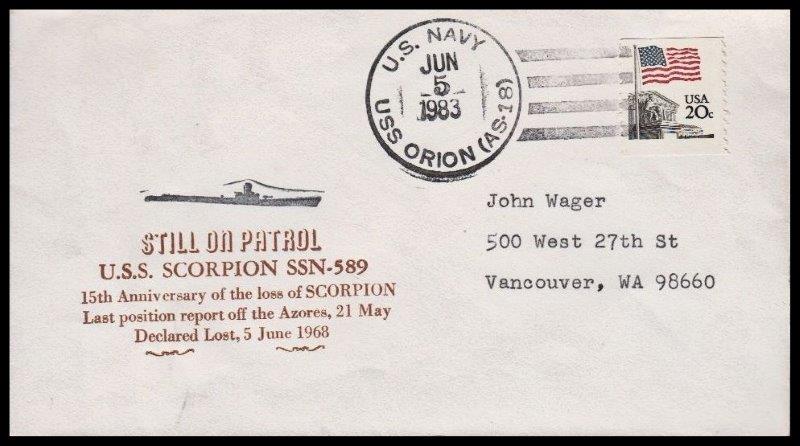 U.S. NAVY
JUN
5
1983
USS ORION (AS-18)
USA
20c
John Wager
500 West 27th St
Vancouver, WA 98660
STILL ON PATROL
U.S.S. SCORPION SSN-589
15th Anniversary of the loss of SCORPION
Last position report off the Azores, 21 May
Declared Lost, 5 June 1968